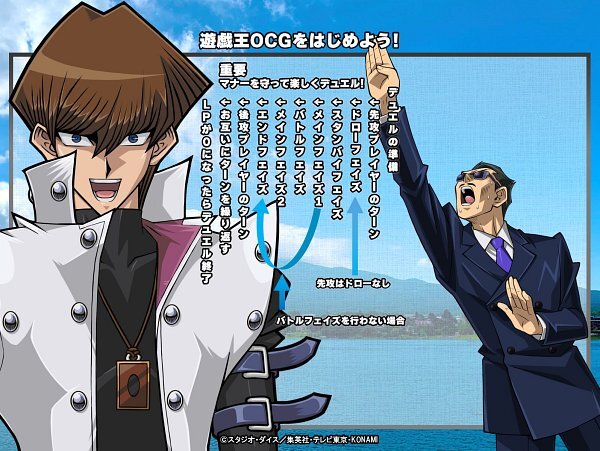 遊戯王OCGをはじめよう!
重要
マナーを守って楽しくデュエル!
デュエルの準備
←先攻プレイヤーのターン
←ドローフェイズ
←スタンバイフェイズ
←メインフェイズ1
←バトルフェイズ
←メインフェイズ2
←エンドフェイズ
←後攻プレイヤーのターン
←お互いにターンを繰り返す
LPが0になったらデュエル終了
先攻はドローなし
バトルフェイズを行わない場合
©スタジオ・ダイス/集英社・テレビ東京・KONAMI